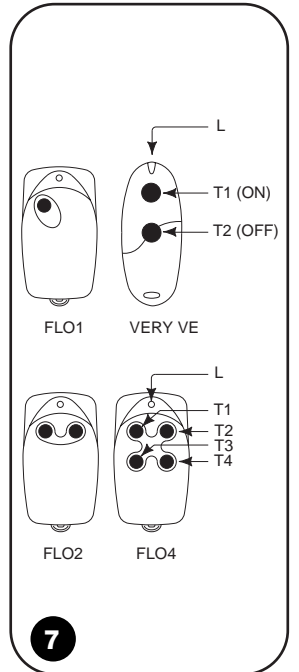 L
T1 (ON)
T2 (OFF)
FLO1 VERY VE
L
T1
T2
T3
T4
FLO2 FLO4
7